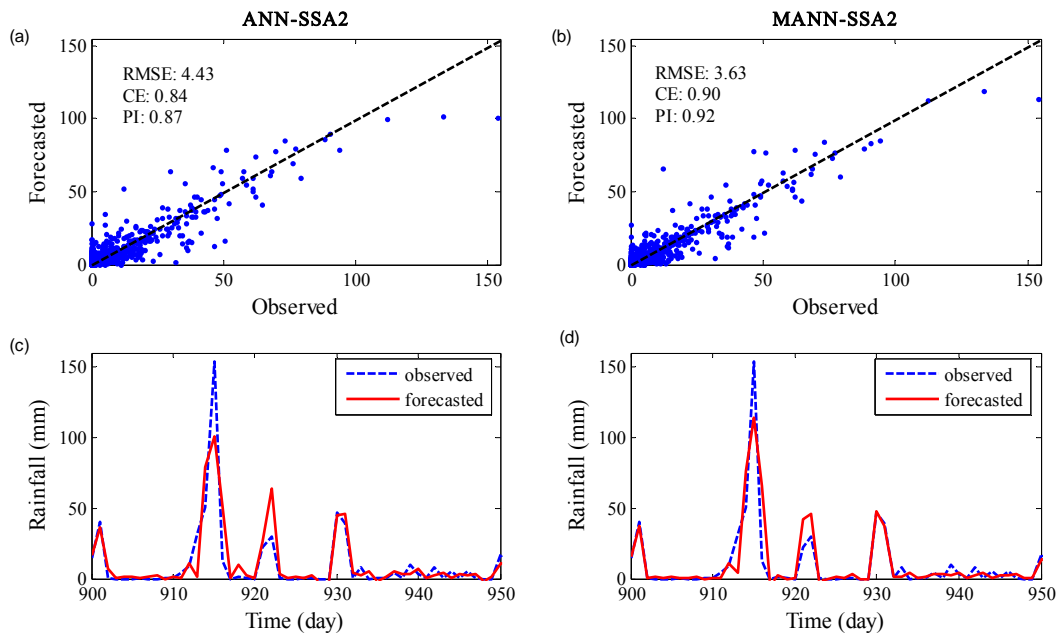 ANN-SSA2
MANN-SSA2
(a)
150
100
50
0
Forecasted
RMSE: 4.43
CE: 0.84
PI: 0.87
0 50 100 150
Observed
(b)
150
100
50
0
Forecasted
RMSE: 3.63
CE: 0.90
PI: 0.92
0 50 100 150
Observed
(c)
150
100
50
0
Rainfall (mm)
observed
forecasted
900 910 920 930 940 950
Time (day)
(d)
150
100
50
0
Rainfall (mm)
observed
forecasted
900 910 920 930 940 950
Time (day)